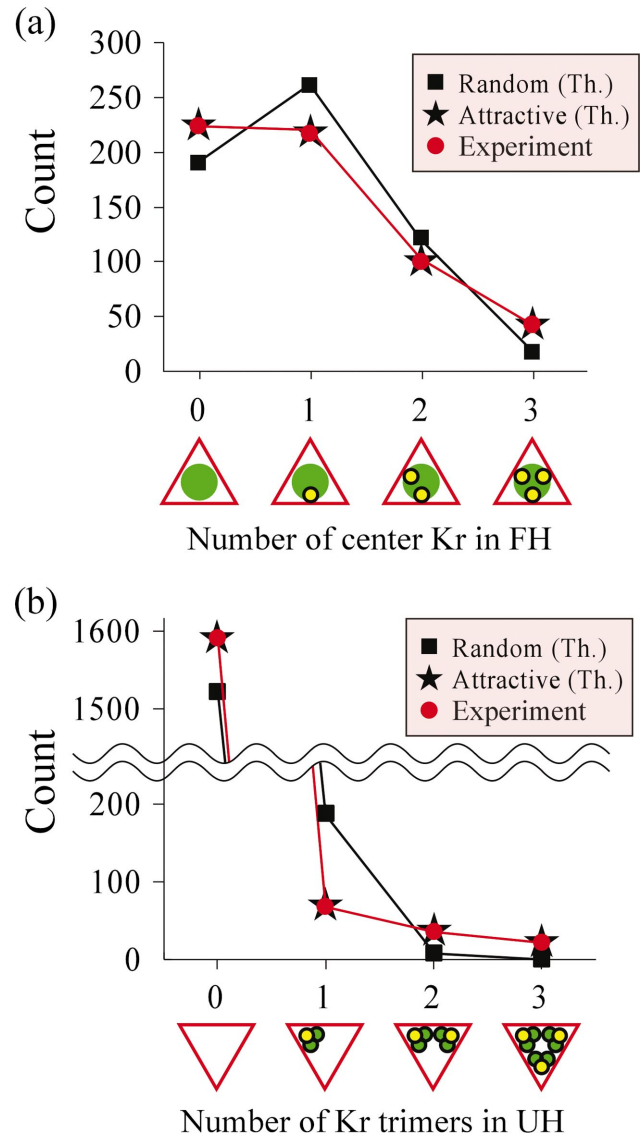 (a)
300
250
200
150
100
50
0
Count
Random (Th.)
Attractive (Th.)
Experiment
0 1 2 3
Number of center Kr in FH
(b)
1600
1500
200
100
0
Count
Random (Th.)
Attractive (Th.)
Experiment
0 1 2 3
Number of Kr trimers in UH